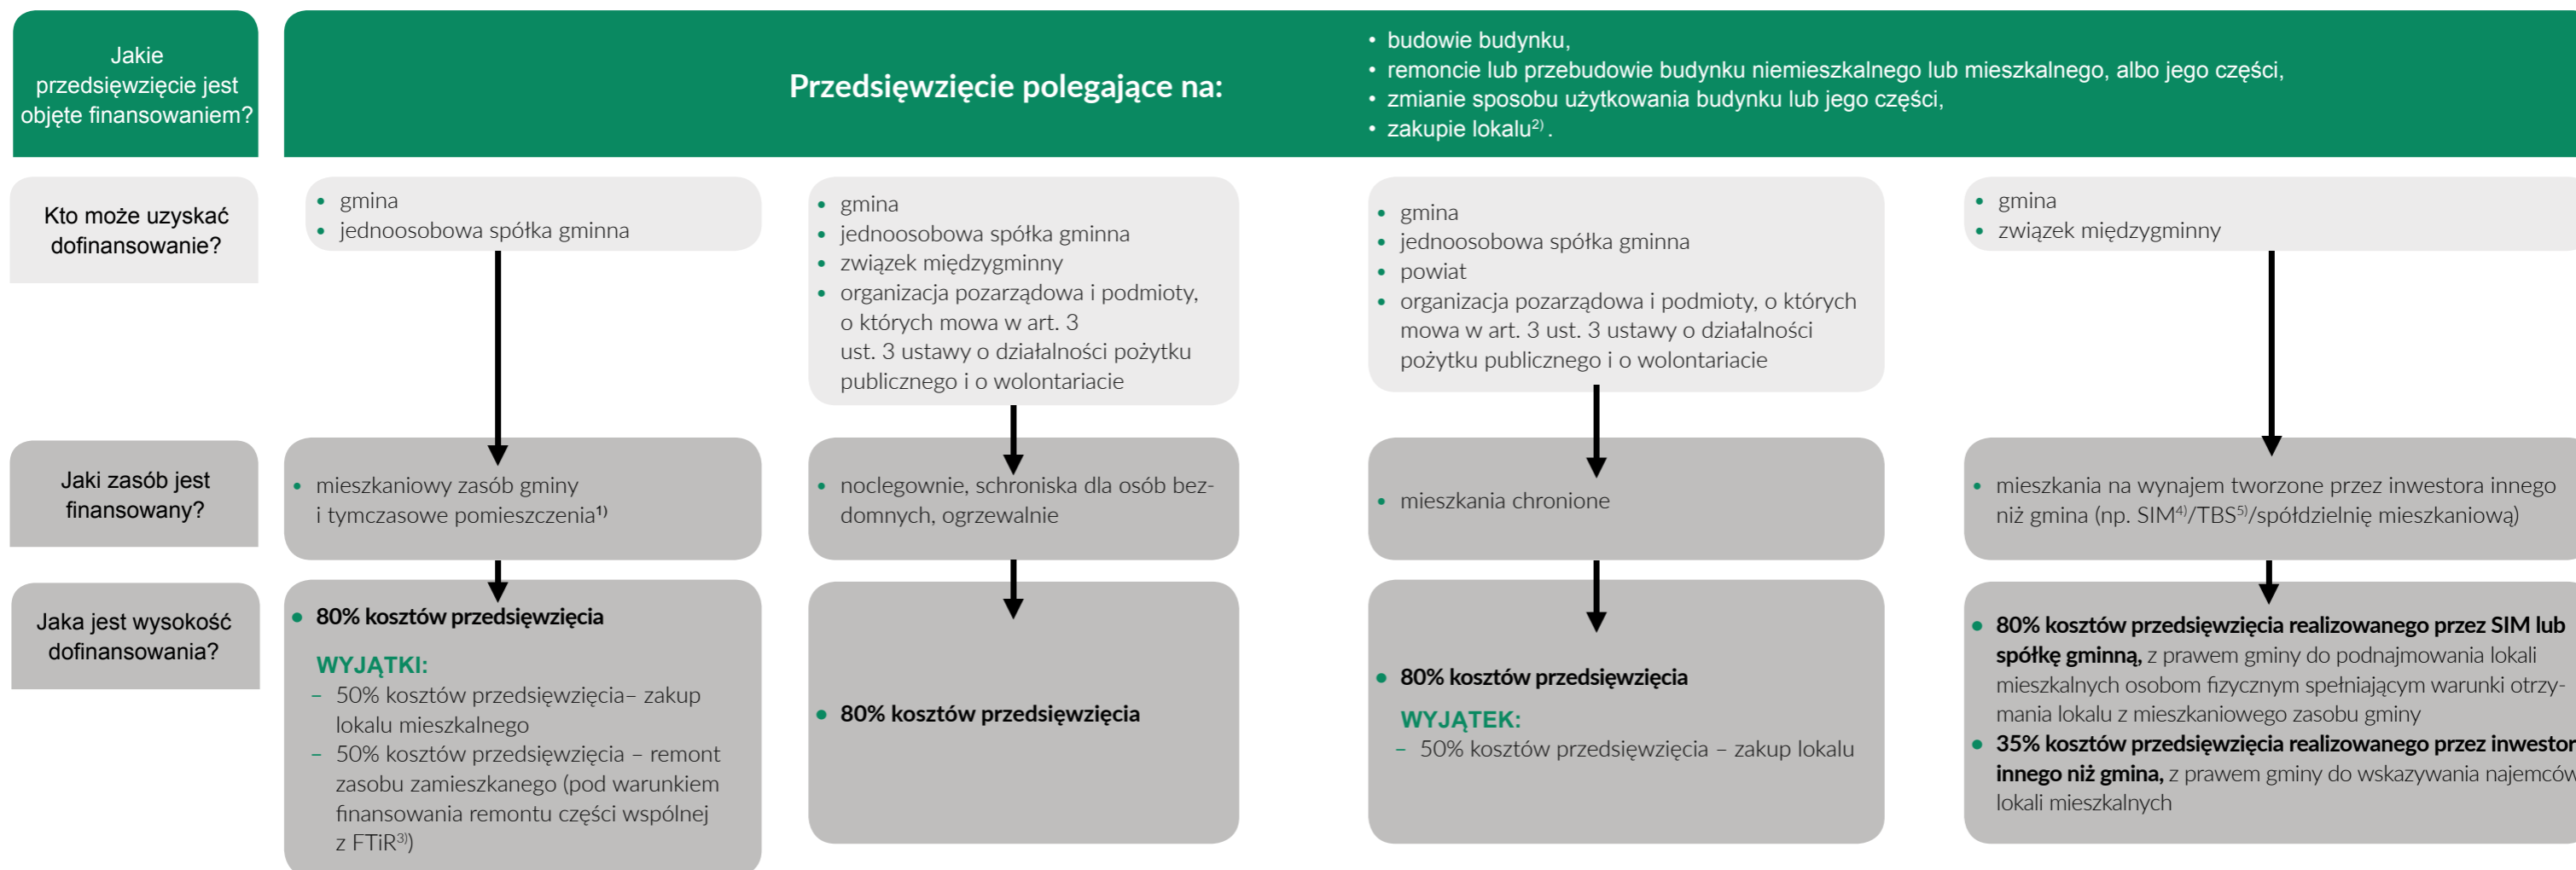 Jakie
przedsięwzięcie jest
objęte finansowaniem?
Przedsięwzięcie polegające na:
• budowie budynku,
• remoncie lub przebudowie budynku niemieszkalnego lub mieszkalnego, albo jego części,
• zmianie sposobu użytkowania budynku lub jego części,
• zakupie lokalu²⁾ .
Kto może uzyskać
dofinansowanie?
• gmina
• jednoosobowa spółka gminna
• gmina
• jednoosobowa spółka gminna
• związek międzygminny
• organizacja pozarządowa i podmioty,
o których mowa w art. 3
ust. 3 ustawy o działalności pożytku
publicznego i o wolontariacie
• gmina
• jednoosobowa spółka gminna
• powiat
• organizacja pozarządowa i podmioty, o których
mowa w art. 3 ust. 3 ustawy o działalności
pożytku publicznego i o wolontariacie
• gmina
• związek międzygminny
Jaki zasób jest
finansowany?
• mieszkaniowy zasób gminy
i tymczasowe pomieszczenia¹⁾
• noclegownie, schroniska dla osób bez-
domnych, ogrzewalnie
• mieszkania chronione
• mieszkania na wynajem tworzone przez inwestora innego
niż gmina (np. SIM⁴⁾/TBS⁵⁾/spółdzielnię mieszkaniową)
Jaka jest wysokość
dofinansowania?
• 80% kosztów przedsięwzięcia
WYJĄTKI:
– 50% kosztów przedsięwzięcia– zakup
lokalu mieszkalnego
– 50% kosztów przedsięwzięcia – remont
zasobu zamieszkanego (pod warunkiem
finansowania remontu części wspólnej
z FTiR³⁾)
• 80% kosztów przedsięwzięcia
• 80% kosztów przedsięwzięcia
WYJĄTEK:
– 50% kosztów przedsięwzięcia – zakup lokalu
• 80% kosztów przedsięwzięcia realizowanego przez SIM lub
spółkę gminną, z prawem gminy do podnajmowania lokali
mieszkalnych osobom fizycznym spełniającym warunki otrzy-
mania lokalu z mieszkaniowego zasobu gminy
• 35% kosztów przedsięwzięcia realizowanego przez inwestor
innego niż gmina, z prawem gminy do wskazywania najemców
lokali mieszkalnych